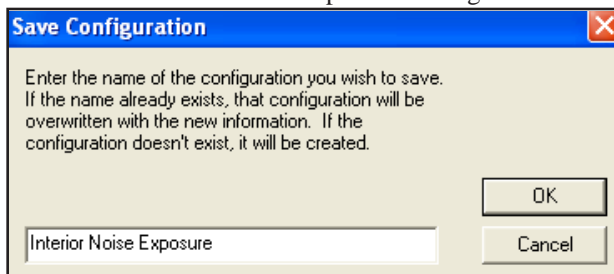 Save Configuration
Enter the name of the configuration you wish to save.
If the name already exists, that configuration will be
overwritten with the new information. If the
configuration doesn't exist, it will be created.
OK
Interior Noise Exposure
Cancel